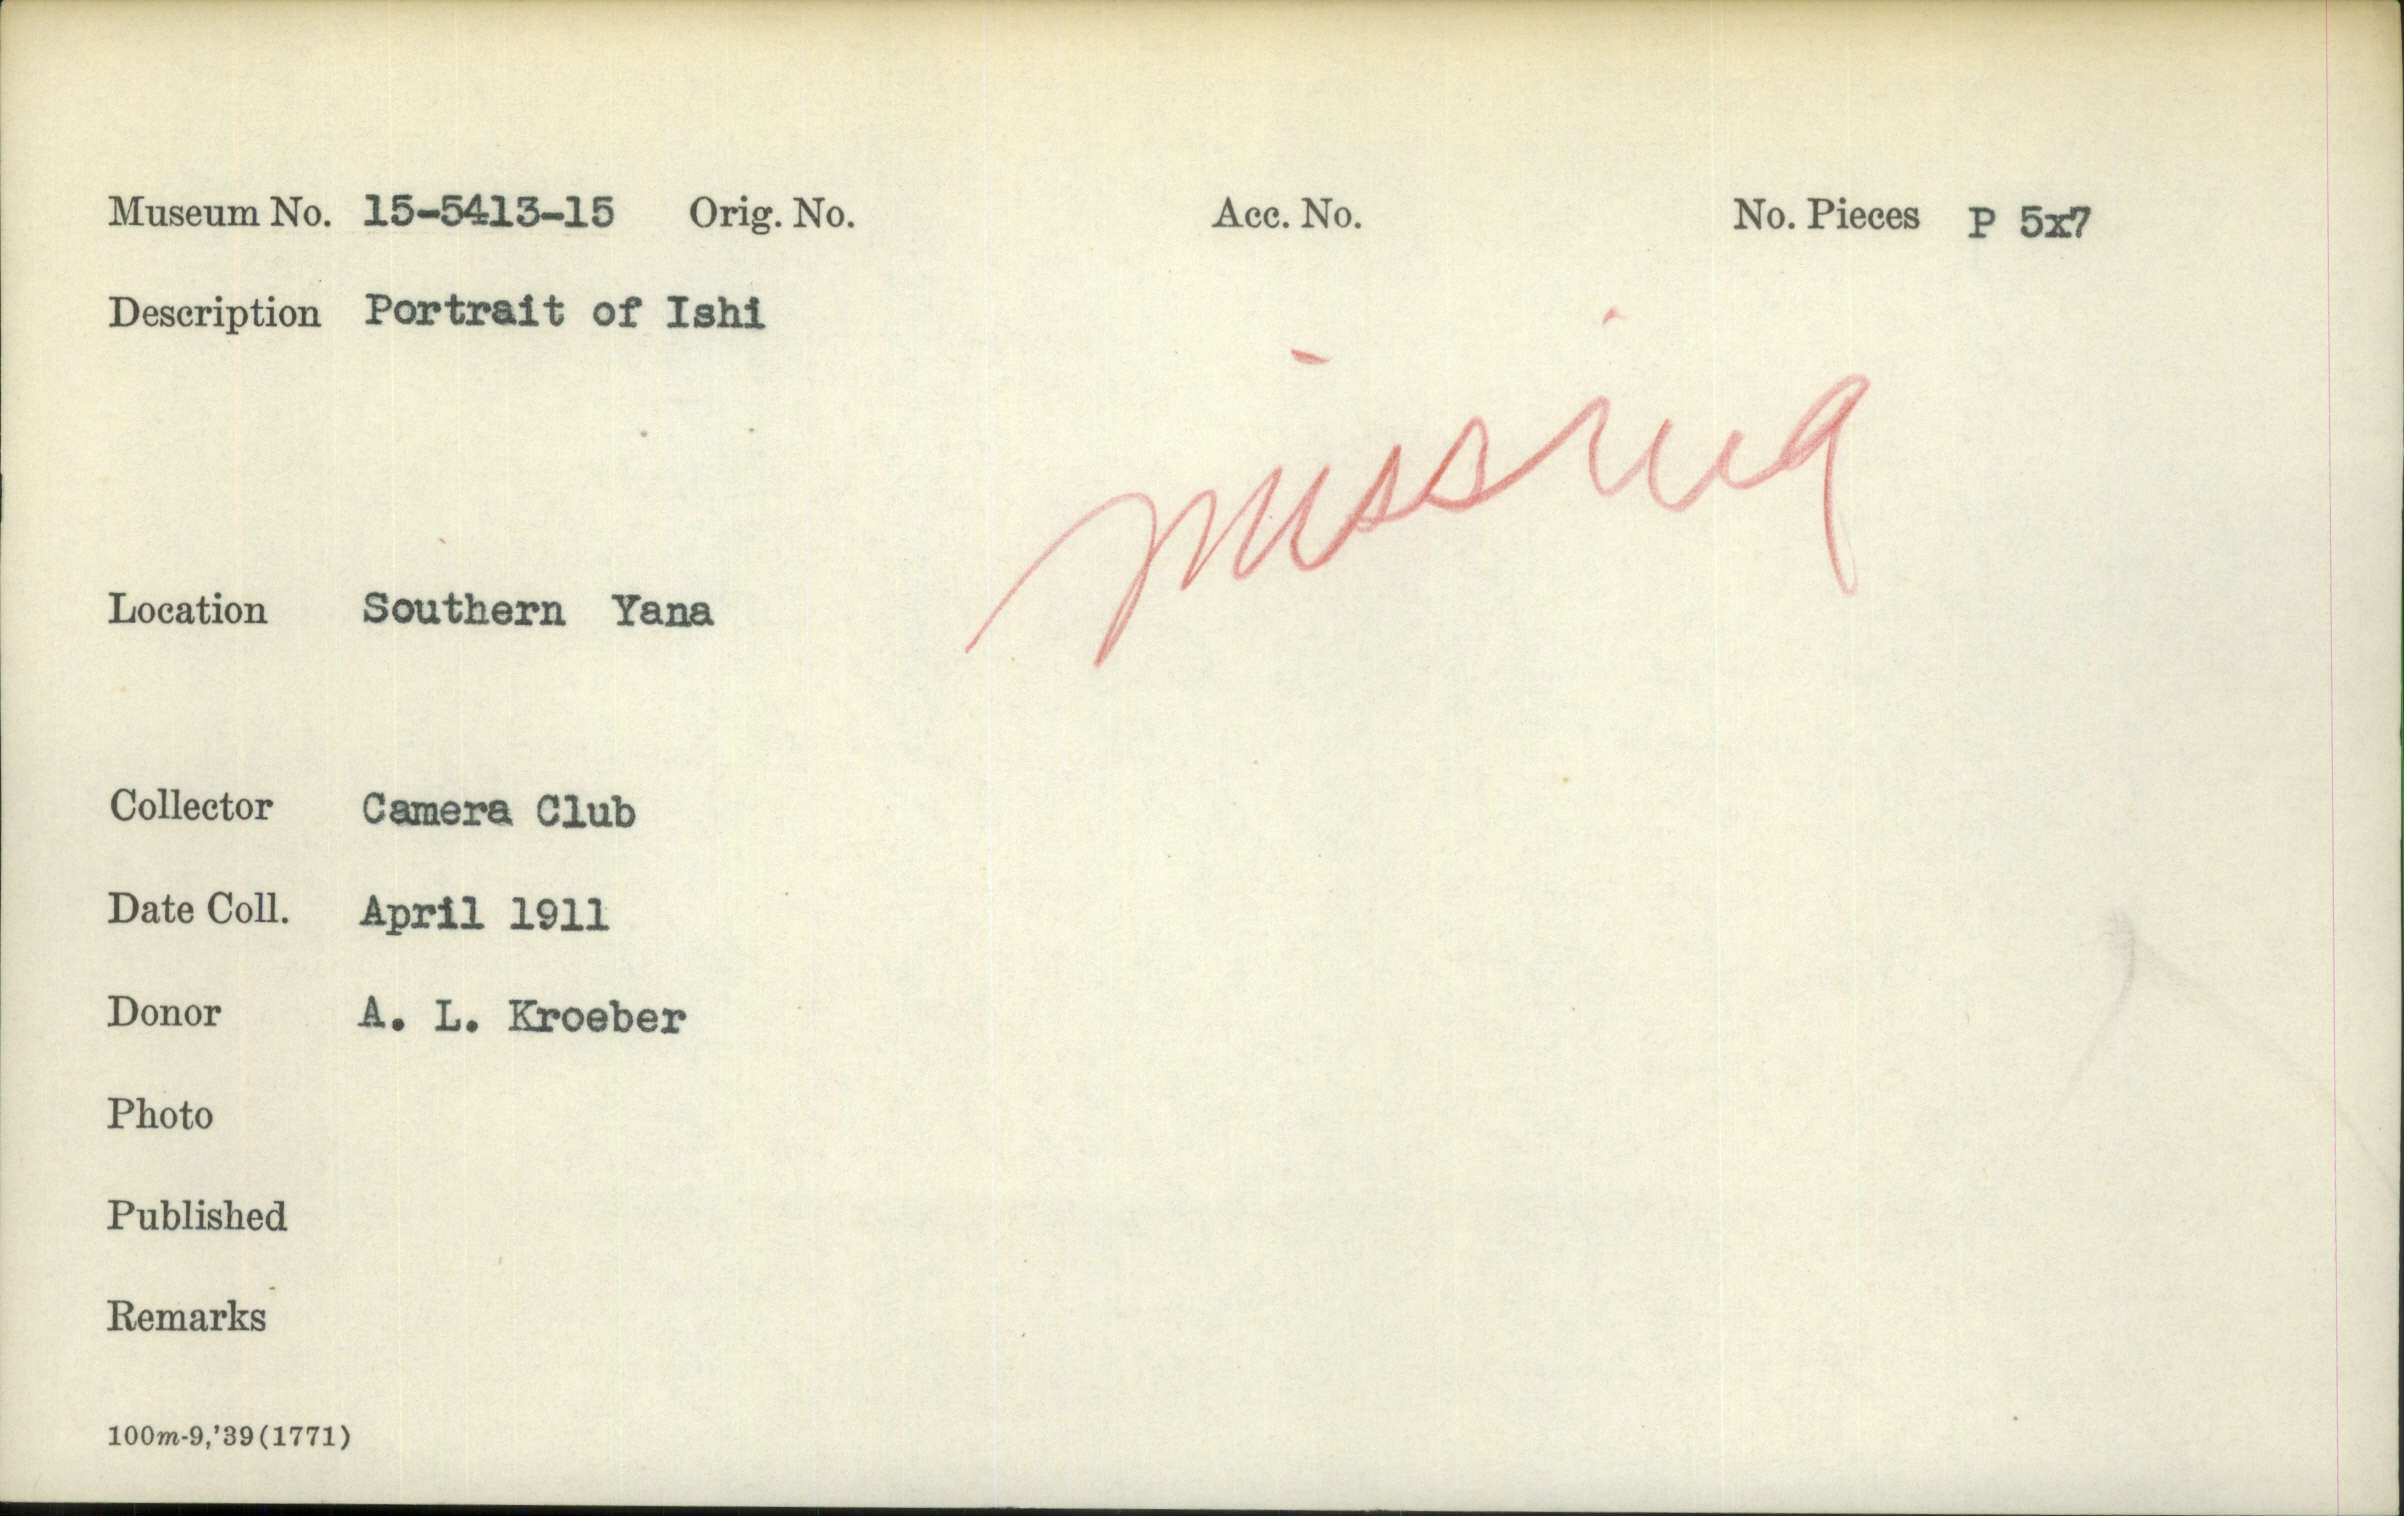 Museum No. 15-5413-15 Orig. No. Acc. No. No. Pieces P 5x7
Description Portrait of Ishi
missing
Location Southern Yana
Collector Camera Club
Date Coll. April 1911
Donor A. L. Kroeber
Photo
Published
Remarks
100m-9,'39(1771)